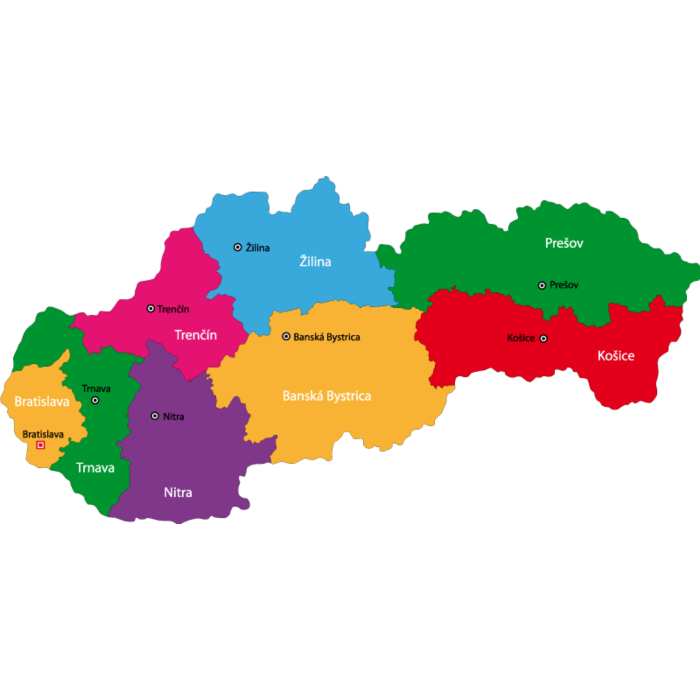 Prešov
Žilina
Žilina
Prešov
Trenčín
Trenčín
Banská Bystrica
Košice
Košice
Trnava
Banská Bystrica
Bratislava
Nitra
Bratislava
Trnava
Nitra